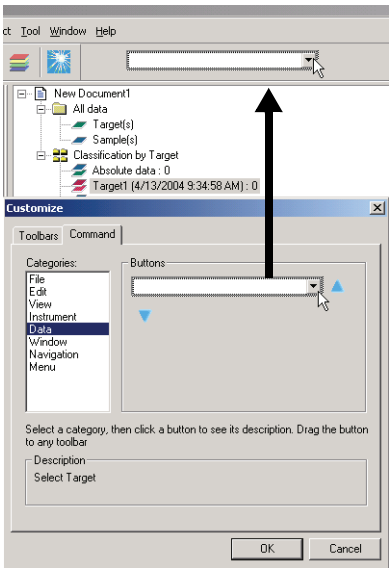 ct Tool Window Help
New Document1
All data
Target(s)
Sample(s)
Classification by Target
Absolute data : 0
Target1 (4/13/2004 9:34:58 AM) : 0
Customize
Toolbars Command
Categories:
Buttons
File
Edit
View
Instrument
Data
Window
Navigation
Menu
Select a category, then click a button to see its description. Drag the button
to any toolbar
Description
Select Target
OK Cancel